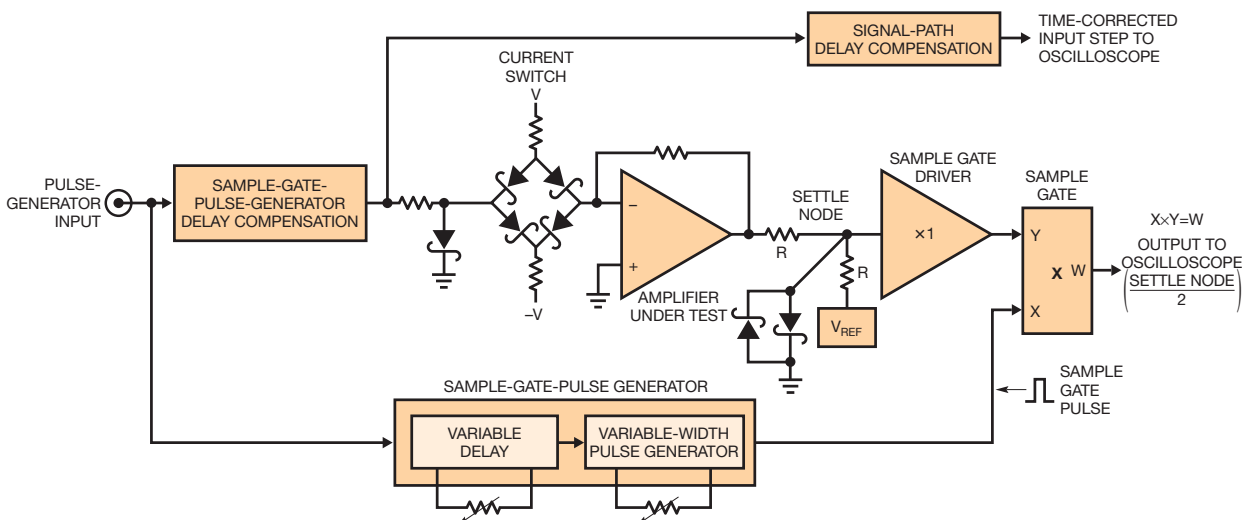 SIGNAL-PATH
DELAY COMPENSATION
TIME-CORRECTED
INPUT STEP TO
OSCILLOSCOPE
CURRENT
SWITCH
V
PULSE-
GENERATOR
INPUT
SAMPLE-GATE-
PULSE-GENERATOR
DELAY COMPENSATION
–
+
–V
AMPLIFIER
UNDER TEST
R
SETTLE
NODE
R
VREF
SAMPLE GATE
DRIVER
×1
SAMPLE
GATE
Y
X W
X
X×Y=W
OUTPUT TO
OSCILLOSCOPE
(SETTLE NODE)
2
SAMPLE
GATE
PULSE
SAMPLE-GATE-PULSE GENERATOR
VARIABLE
DELAY
VARIABLE-WIDTH
PULSE GENERATOR